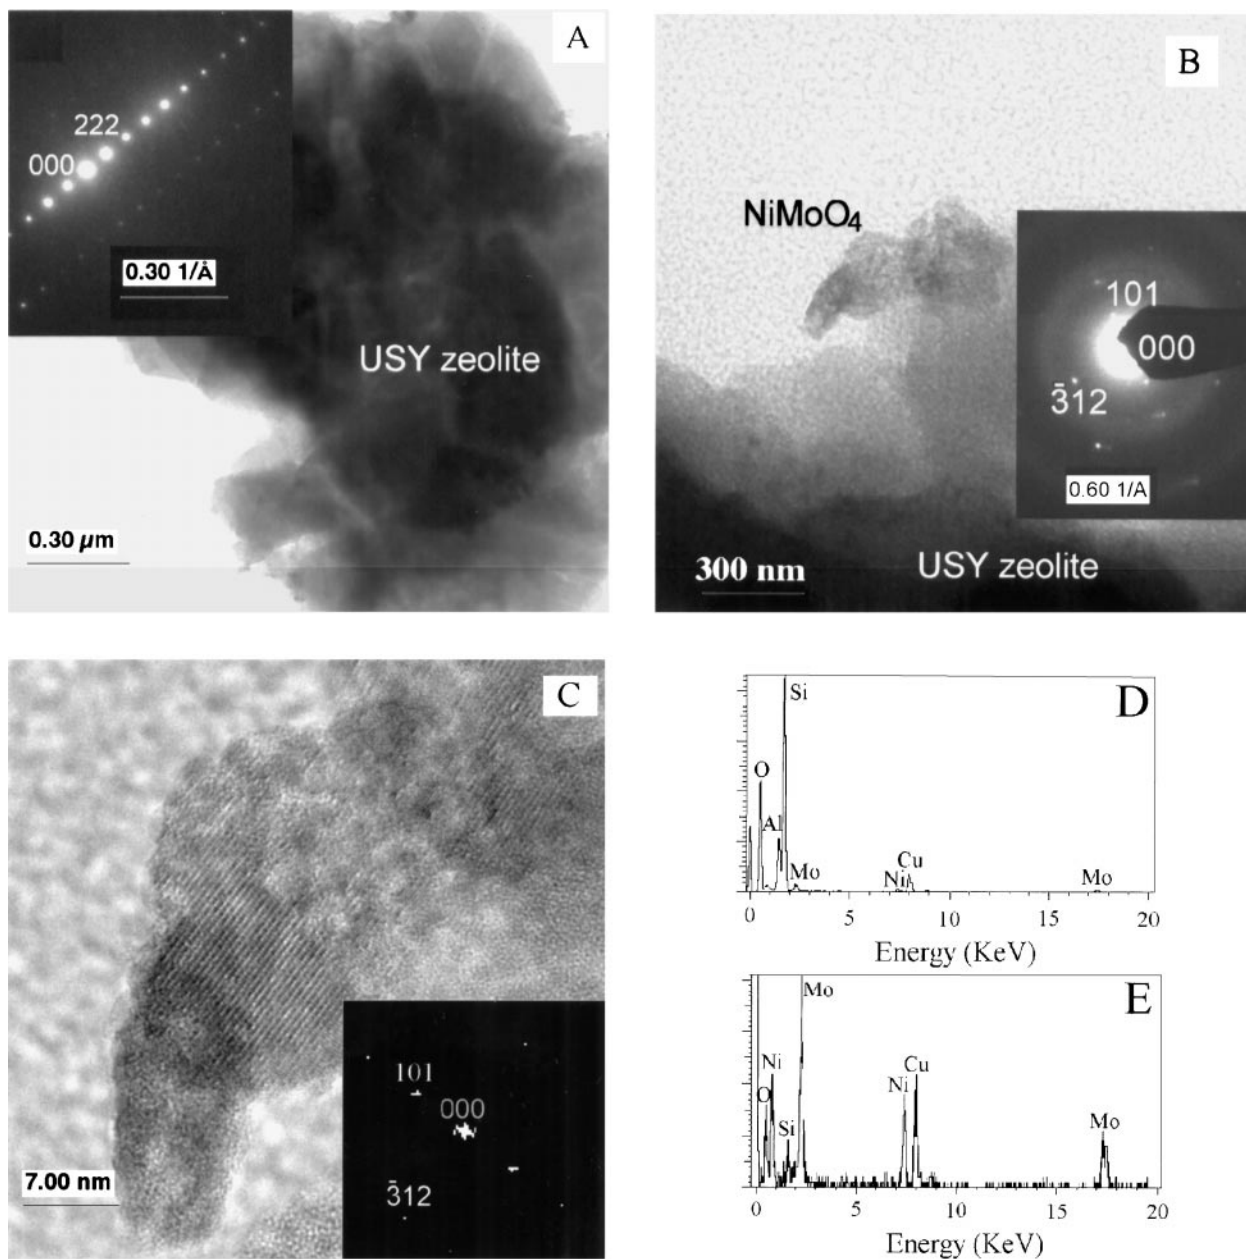 A
222
000
0.30 1/Å
USY zeolite
0.30 µm
B
NiMoO₄
101
000
3̄12
0.60 1/A
300 nm
USY zeolite
C
101
000
3̄12
7.00 nm
D
Si
O
Al
Mo
Ni
Cu
Mo
0 5 10 15 20
Energy (KeV)
E
Mo
Ni
O
Si
Ni
Cu
Mo
0 5 10 15 20
Energy (KeV)